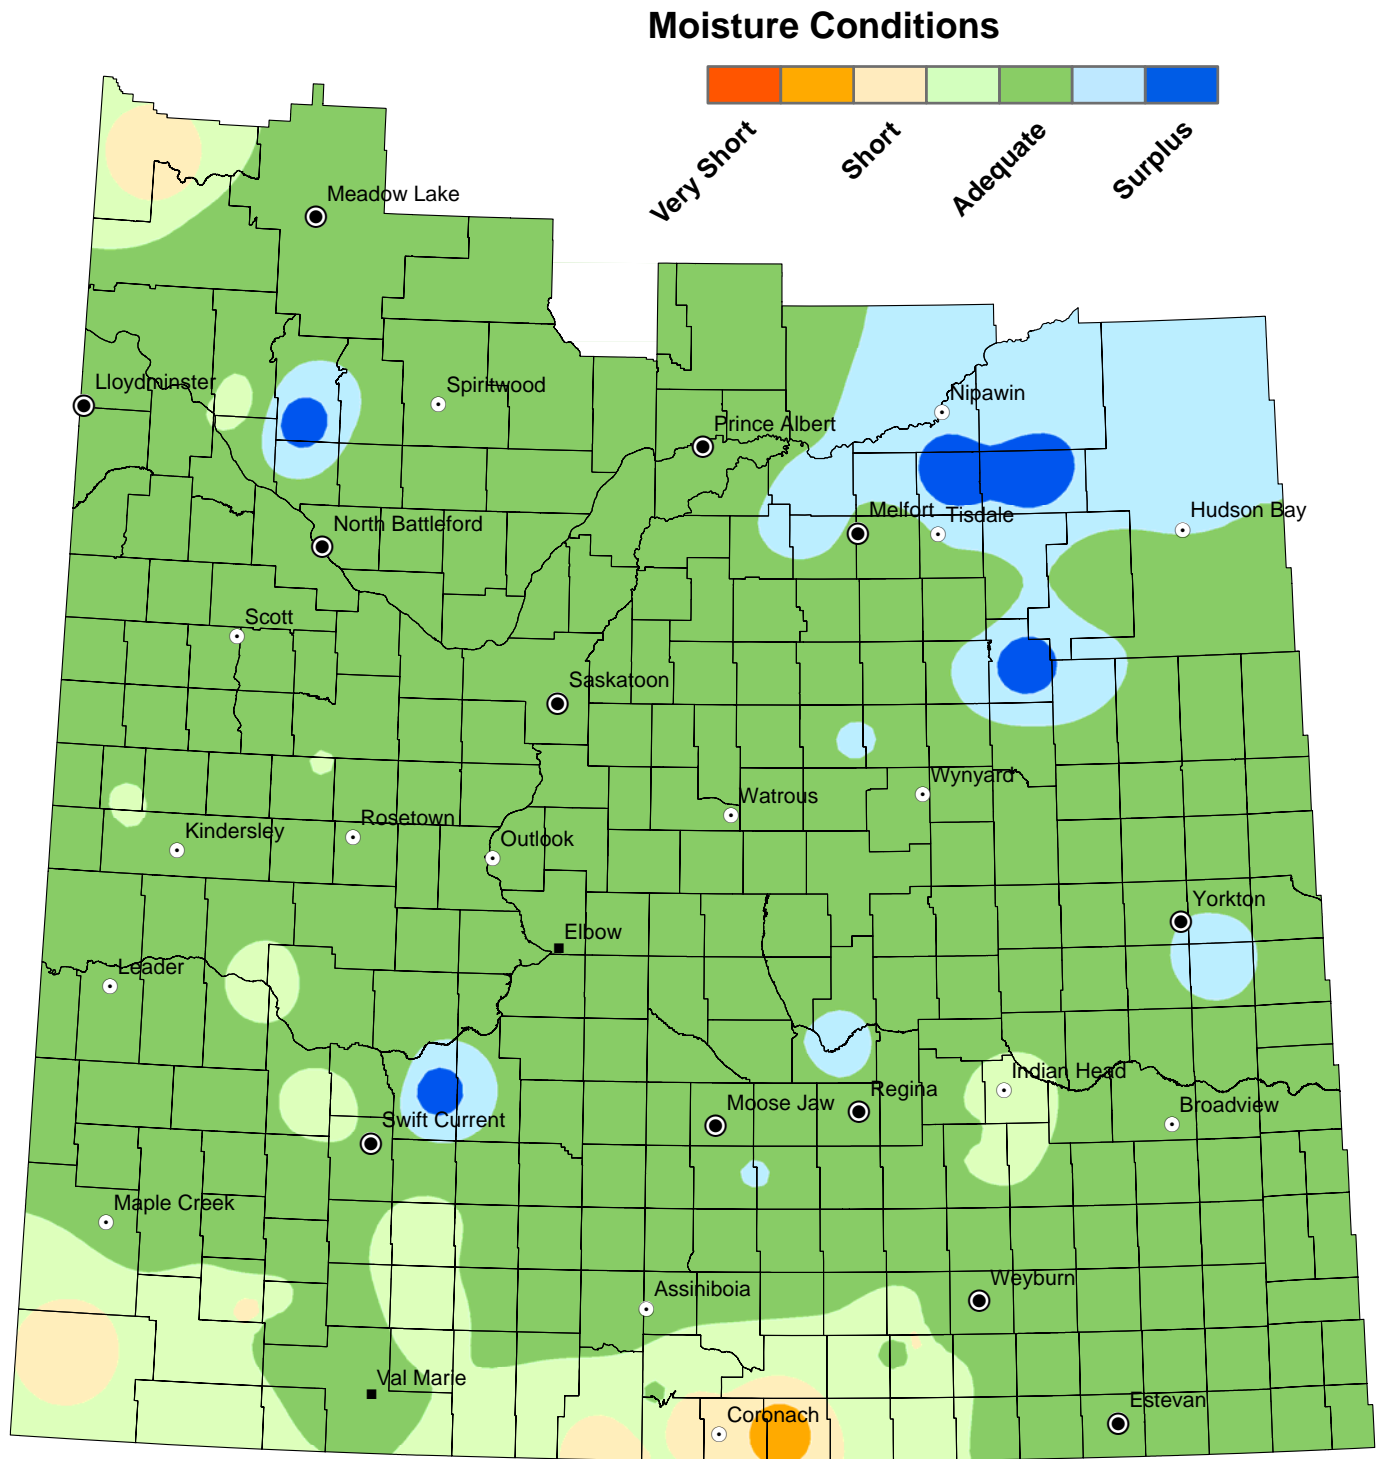 Moisture Conditions
Very Short
Short
Adequate
Surplus
Meadow Lake
Lloydminster
Spiritwood
Nipawin
Prince Albert
North Battleford
Melfort
Tisdale
Hudson Bay
Scott
Saskatoon
Wynyard
Watrous
Kindersley
Rosetown
Outlook
Yorkton
Elbow
Leader
Indian Head
Regina
Moose Jaw
Broadview
Swift Current
Maple Creek
Weyburn
Assiniboia
Val Marie
Estevan
Coronach